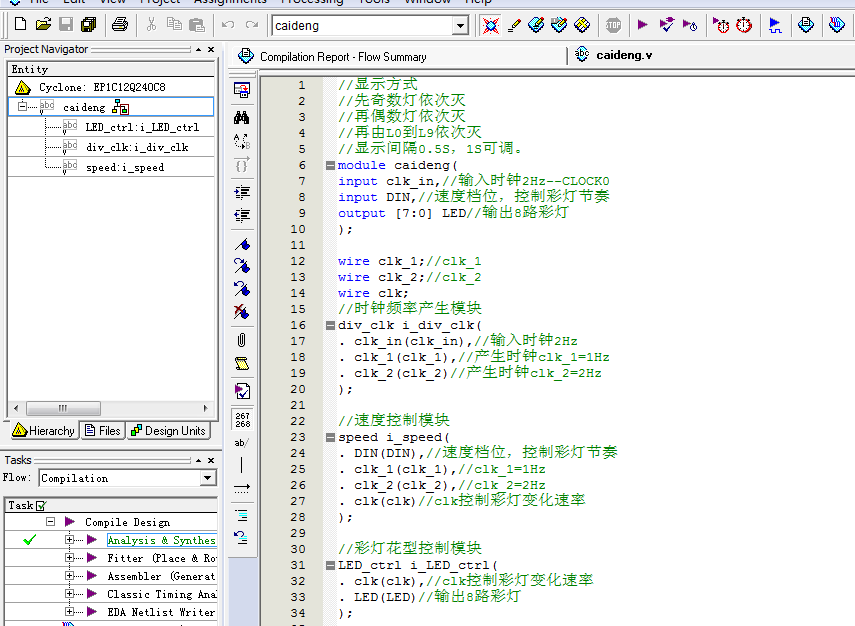 File Edit View Project Assignments Processing Tools Window Help
caideng
STOP
Project Navigator
Entity
Cyclone: EP1C12Q240C8
caideng
LED_ctrl:i_LED_ctrl
div_clk:i_div_clk
speed:i_speed
Hierarchy Files Design Units
Tasks
Flow: Compilation
Task
Compile Design
Analysis & Synthes
Fitter (Place & Ro
Assembler (Generat
Classic Timing Ana
EDA Netlist Writer
267
268
ab/
Compilation Report - Flow Summary
caideng.v
1 //显示方式
2 //先奇数灯依次灭
3 //再偶数灯依次灭
4 //再由L0到L9依次灭
5 //显示间隔0.5S，1S可调。
6 module caideng(
7 input clk_in,//输入时钟2Hz--CLOCK0
8 input DIN,//速度档位，控制彩灯节奏
9 output [7:0] LED//输出8路彩灯
10 );
11
12 wire clk_1;//clk_1
13 wire clk_2;//clk_2
14 wire clk;
15 //时钟频率产生模块
16 div_clk i_div_clk(
17 . clk_in(clk_in),//输入时钟2Hz
18 . clk_1(clk_1),//产生时钟clk_1=1Hz
19 . clk_2(clk_2)//产生时钟clk_2=2Hz
20 );
21
22 //速度控制模块
23 speed i_speed(
24 . DIN(DIN),//速度档位，控制彩灯节奏
25 . clk_1(clk_1),//clk_1=1Hz
26 . clk_2(clk_2),//clk_2=2Hz
27 . clk(clk)//clk控制彩灯变化速率
28 );
29
30 //彩灯花型控制模块
31 LED_ctrl i_LED_ctrl(
32 . clk(clk),//clk控制彩灯变化速率
33 . LED(LED)//输出8路彩灯
34 );